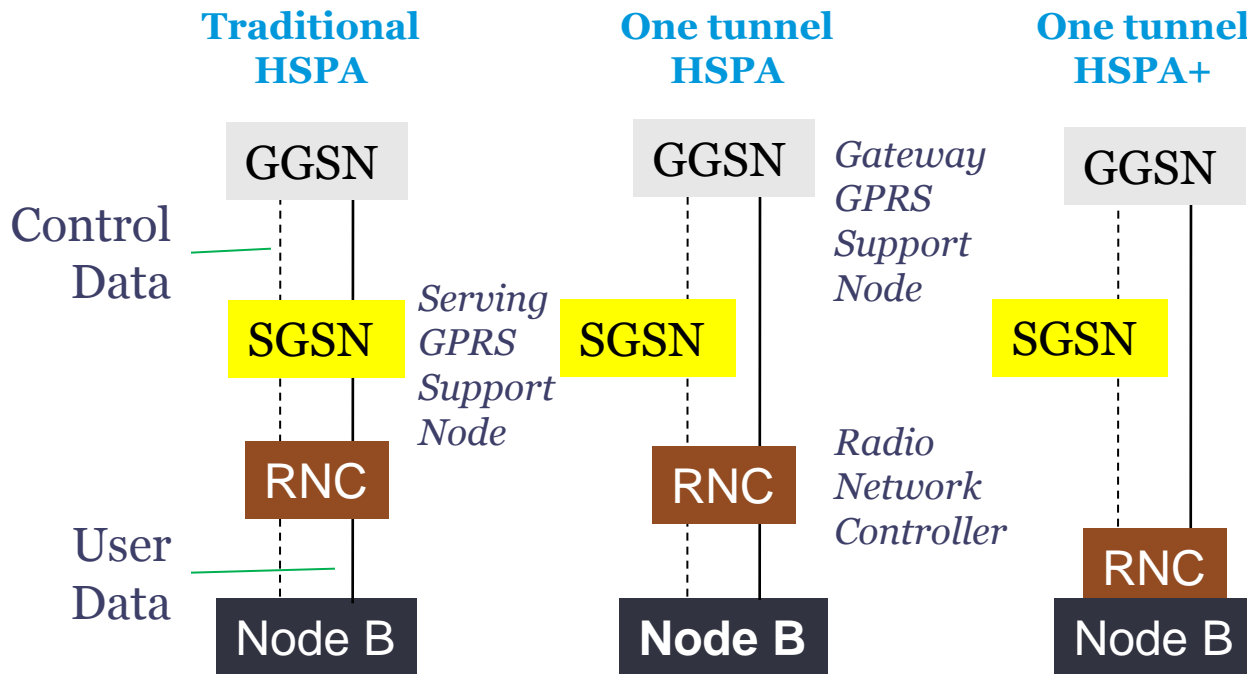 Traditional
HSPA
One tunnel
HSPA
One tunnel
HSPA+
GGSN
GGSN
Gateway
GPRS
Support
Node
GGSN
Control
Data
SGSN
Serving
GPRS
Support
Node
SGSN
SGSN
RNC
RNC
Radio
Network
Controller
RNC
User
Data
Node B
Node B
Node B